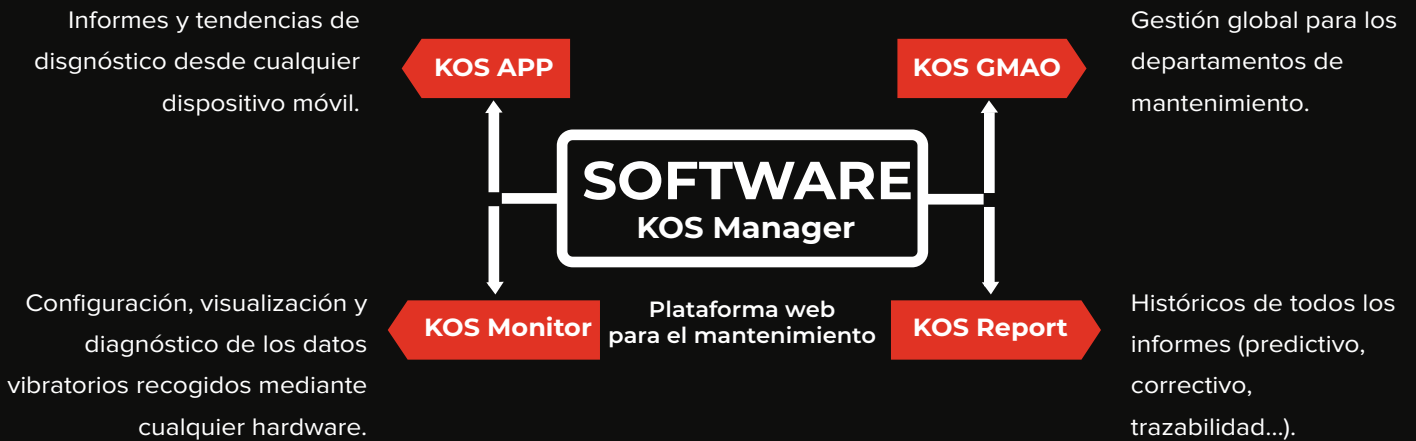 Informes y tendencias de
disgnóstico desde cualquier
dispositivo móvil.
KOS APP
KOS GMAO
Gestión global para los
departamentos de
mantenimiento.
SOFTWARE
KOS Manager
Configuración, visualización y
diagnóstico de los datos
vibratorios recogidos mediante
cualquier hardware.
KOS Monitor
Plataforma web
para el mantenimiento
KOS Report
Históricos de todos los
informes (predictivo,
correctivo,
trazabilidad...).